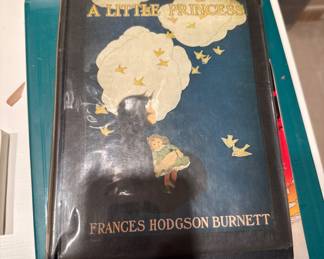 A LITTLE PRINCESS
FRANCES HODGSON BURNETT